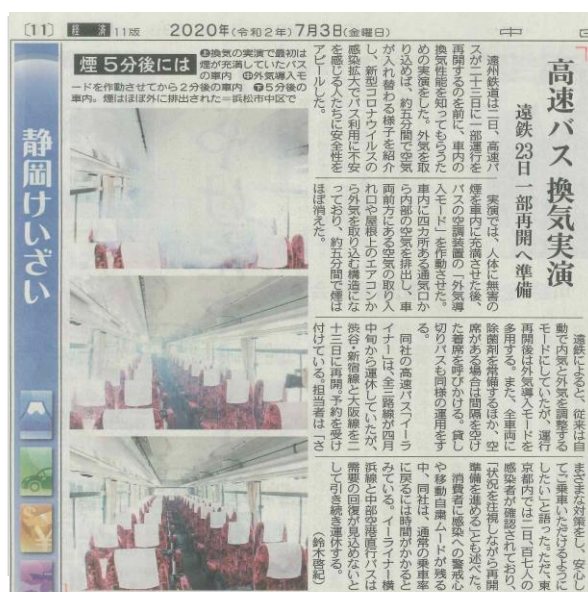 〔11〕 経済 11版 2020年(令和2年)7月3日(金曜日) 中
静岡けいざい
煙 5分後には
㊤換気の実演で最初は
煙が充満していたバス
の車内 ㊥外気導入モ
ードを作動させてから2分後の車内 ㊦5分後の
車内。煙はほぼ外に排出された=浜松市中区で
高速バス 換気実演
遠鉄 23日一部再開へ準備
遠州鉄道は二日、高速バ
スが二十三日に一部運行を
再開するのを前に、車内の
換気性能を知ってもらうた
めの実演をした。外気を取
り込めば、約五分間で空気
が入れ替わる様子を紹介
し、新型コロナウイルスの
感染拡大でバス利用に不安
を感じる人たちに安全性を
アピールした。
実演では、人体に無害の
煙を車内に充満させた後、
バスの空調装置の「外気導
入モード」を作動させた。
車内に四カ所ある通気口か
ら内部の空気を排出し、車
両前方にある空気の取り入
れ口や屋根上のエアコンか
ら外気を取り込む構造にな
っており、約五分間で煙は
ほぼ消えた。
遠鉄によると、従来は自
動で内気と外気を調整する
モードにしていたが、運行
再開後は外気導入モードを
多用する。また、全車両に
除菌剤を常備するほか、空
席がある場合は間隔を空け
た着席を呼びかける。貸し
切りバスも同様の運用をす
る。
同社の高速バス「イーラ
イナー」は、全三路線が四月
中旬から運休していたが、
渋谷・新宿線と大阪線を二
十三日に再開。予約を受け
付けている。担当者は「さ
まざまな対策をし、安心し
てご乗車いただけるように
したい」と語った。ただ、東
京都内では二日、百七人の
感染者が確認されており、
「状況を注視しながら再開
準備を進める」とも述べた。
消費者に感染への警戒心
や移動自粛ムードが残る
中、同社は、通常の乗車率
に戻るには時間がかかると
みている。イーライナー横
浜線と中部空港直行バスは
需要の回復が見込めないと
して引き続き運休する。
(鈴木啓紀)